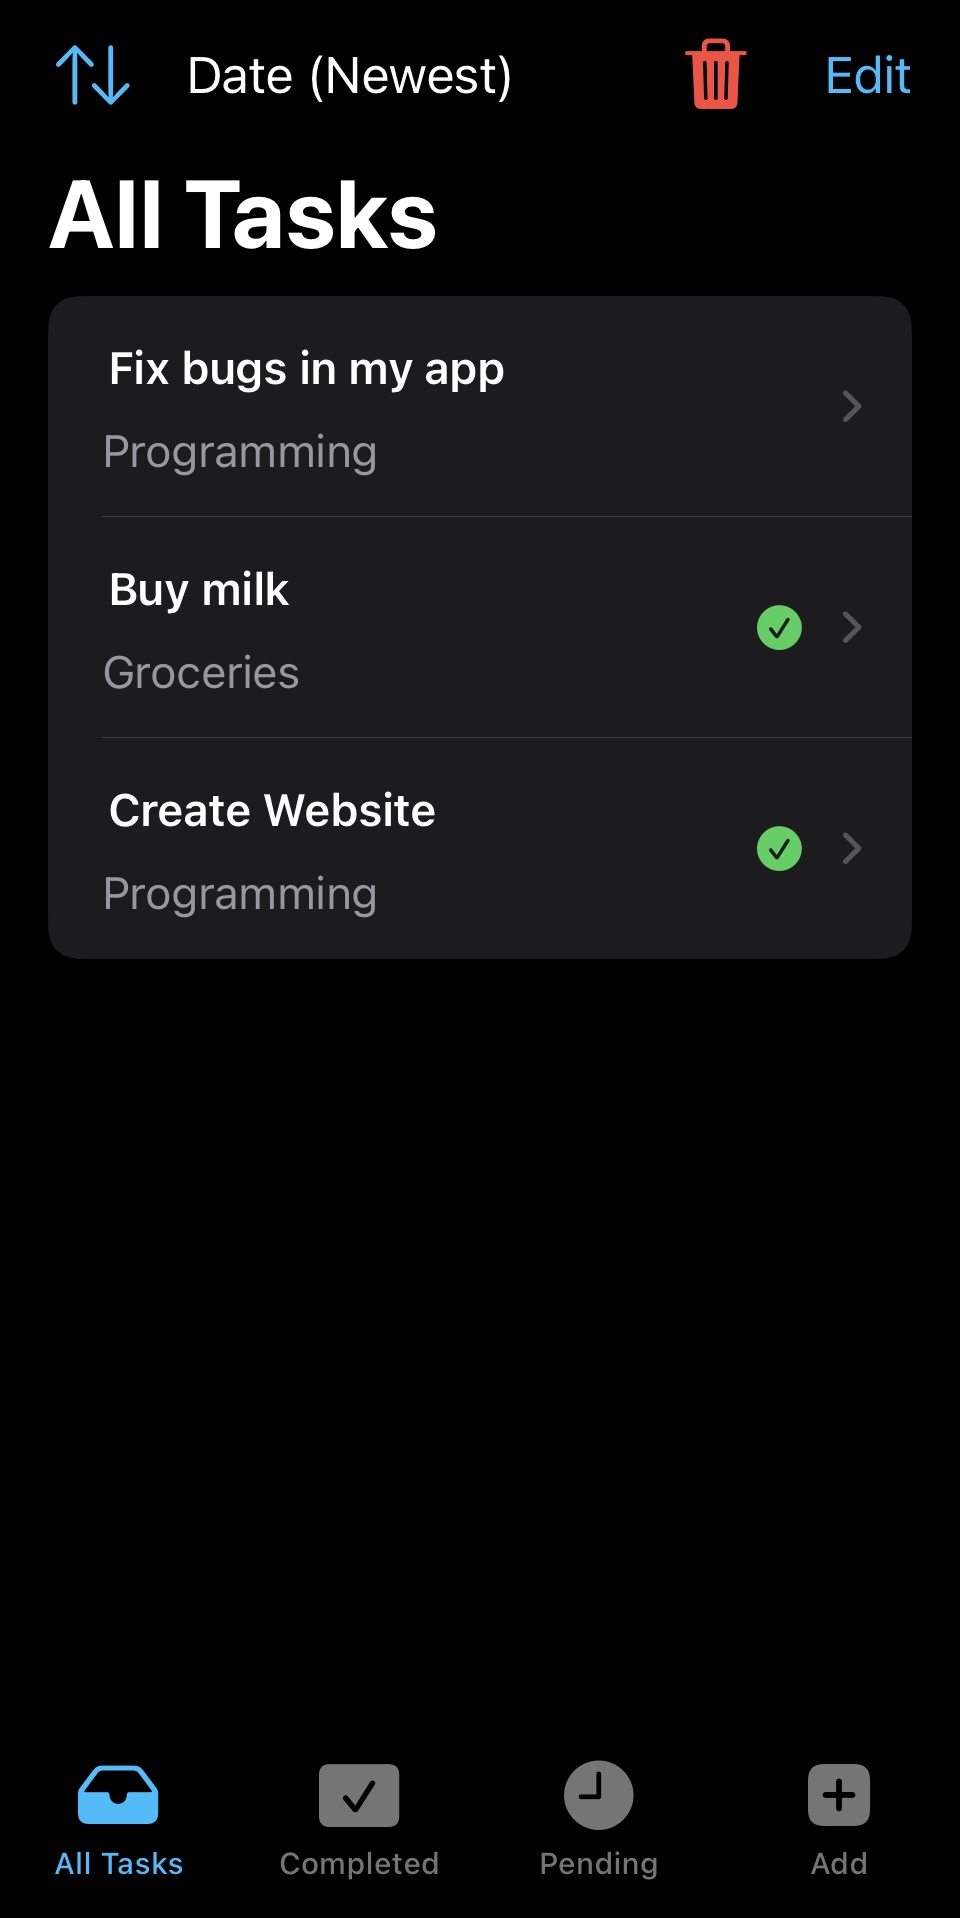 Date (Newest)
Edit
All Tasks
Fix bugs in my app
Programming
Buy milk
Groceries
Create Website
Programming
All Tasks
Completed
Pending
Add